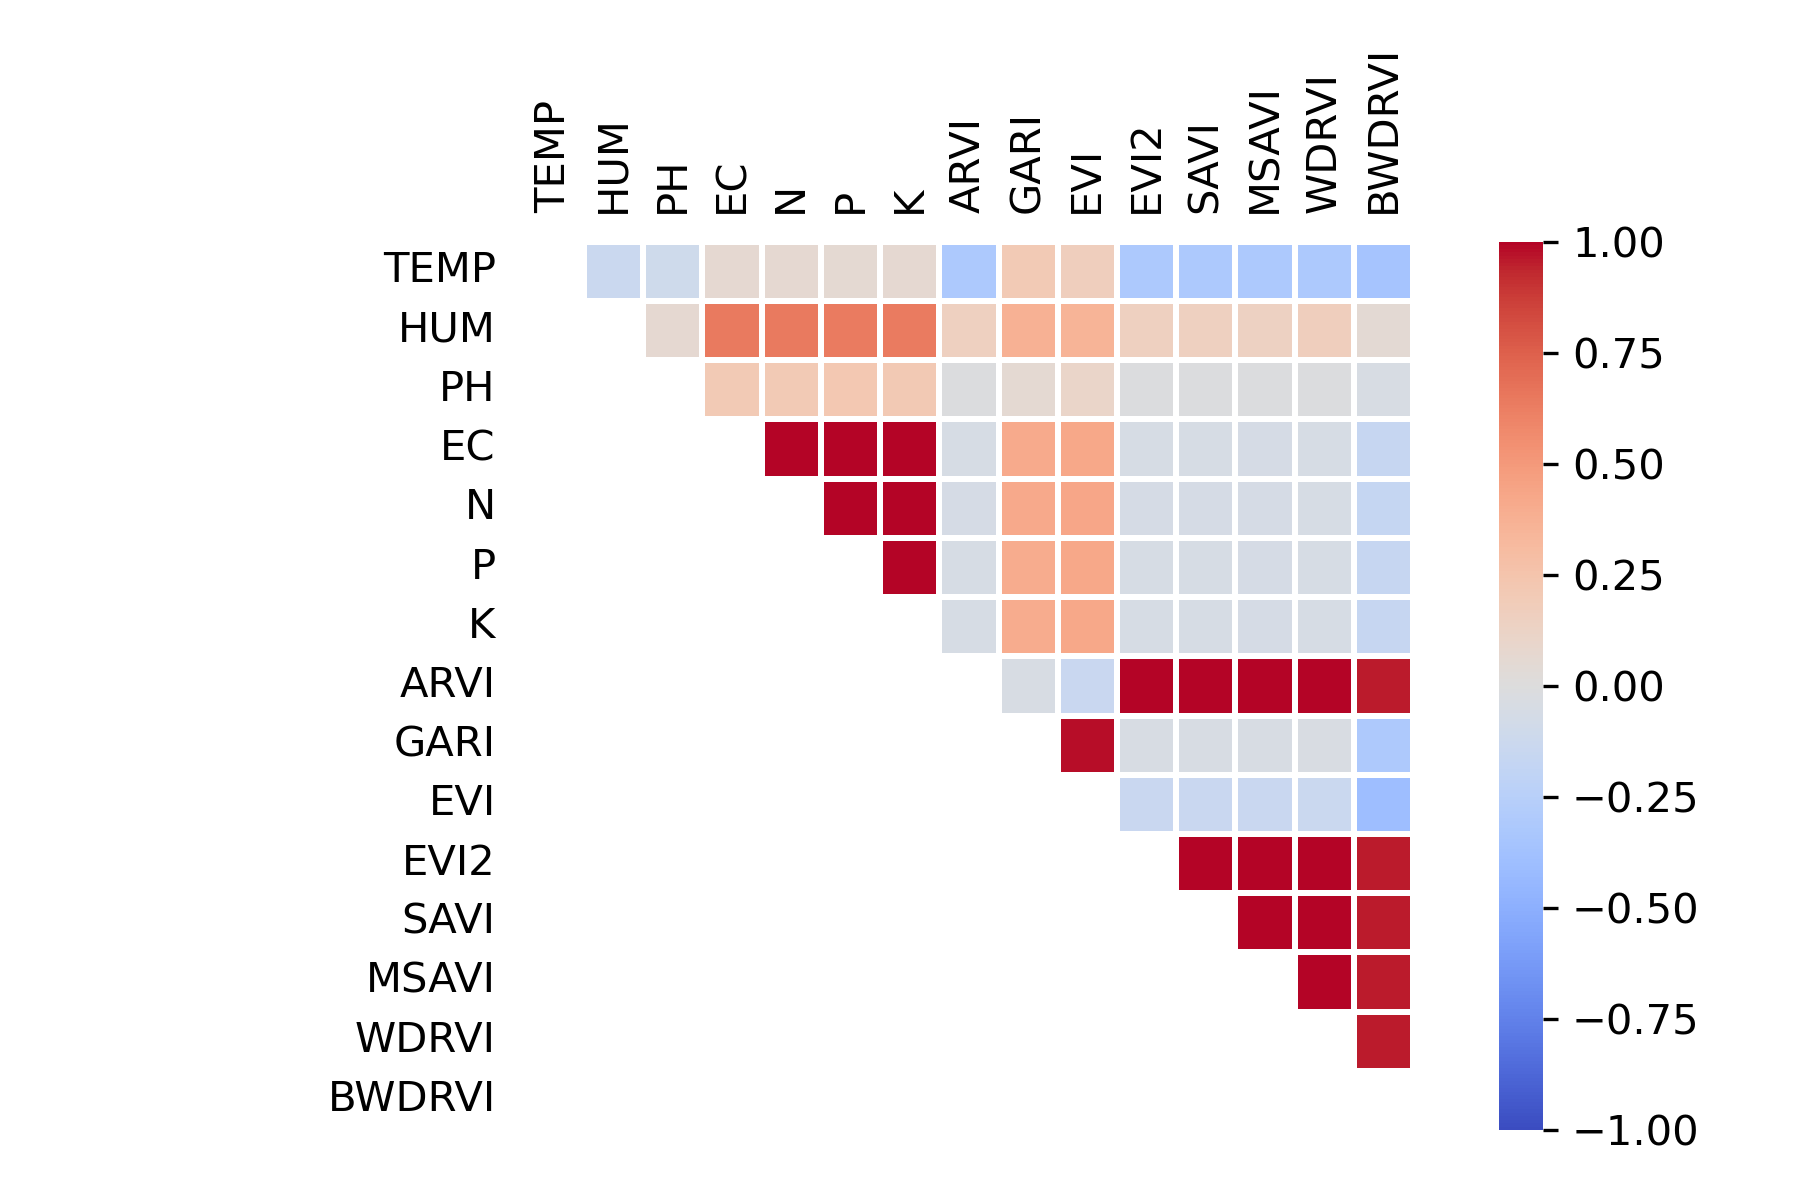 TEMP
HUM
PH
EC
N
P
K
ARVI
GARI
EVI
EVI2
SAVI
MSAVI
WDRVI
BWDRVI
TEMP
HUM
PH
EC
N
P
K
ARVI
GARI
EVI
EVI2
SAVI
MSAVI
WDRVI
BWDRVI
1.00
0.75
0.50
0.25
0.00
−0.25
−0.50
−0.75
−1.00